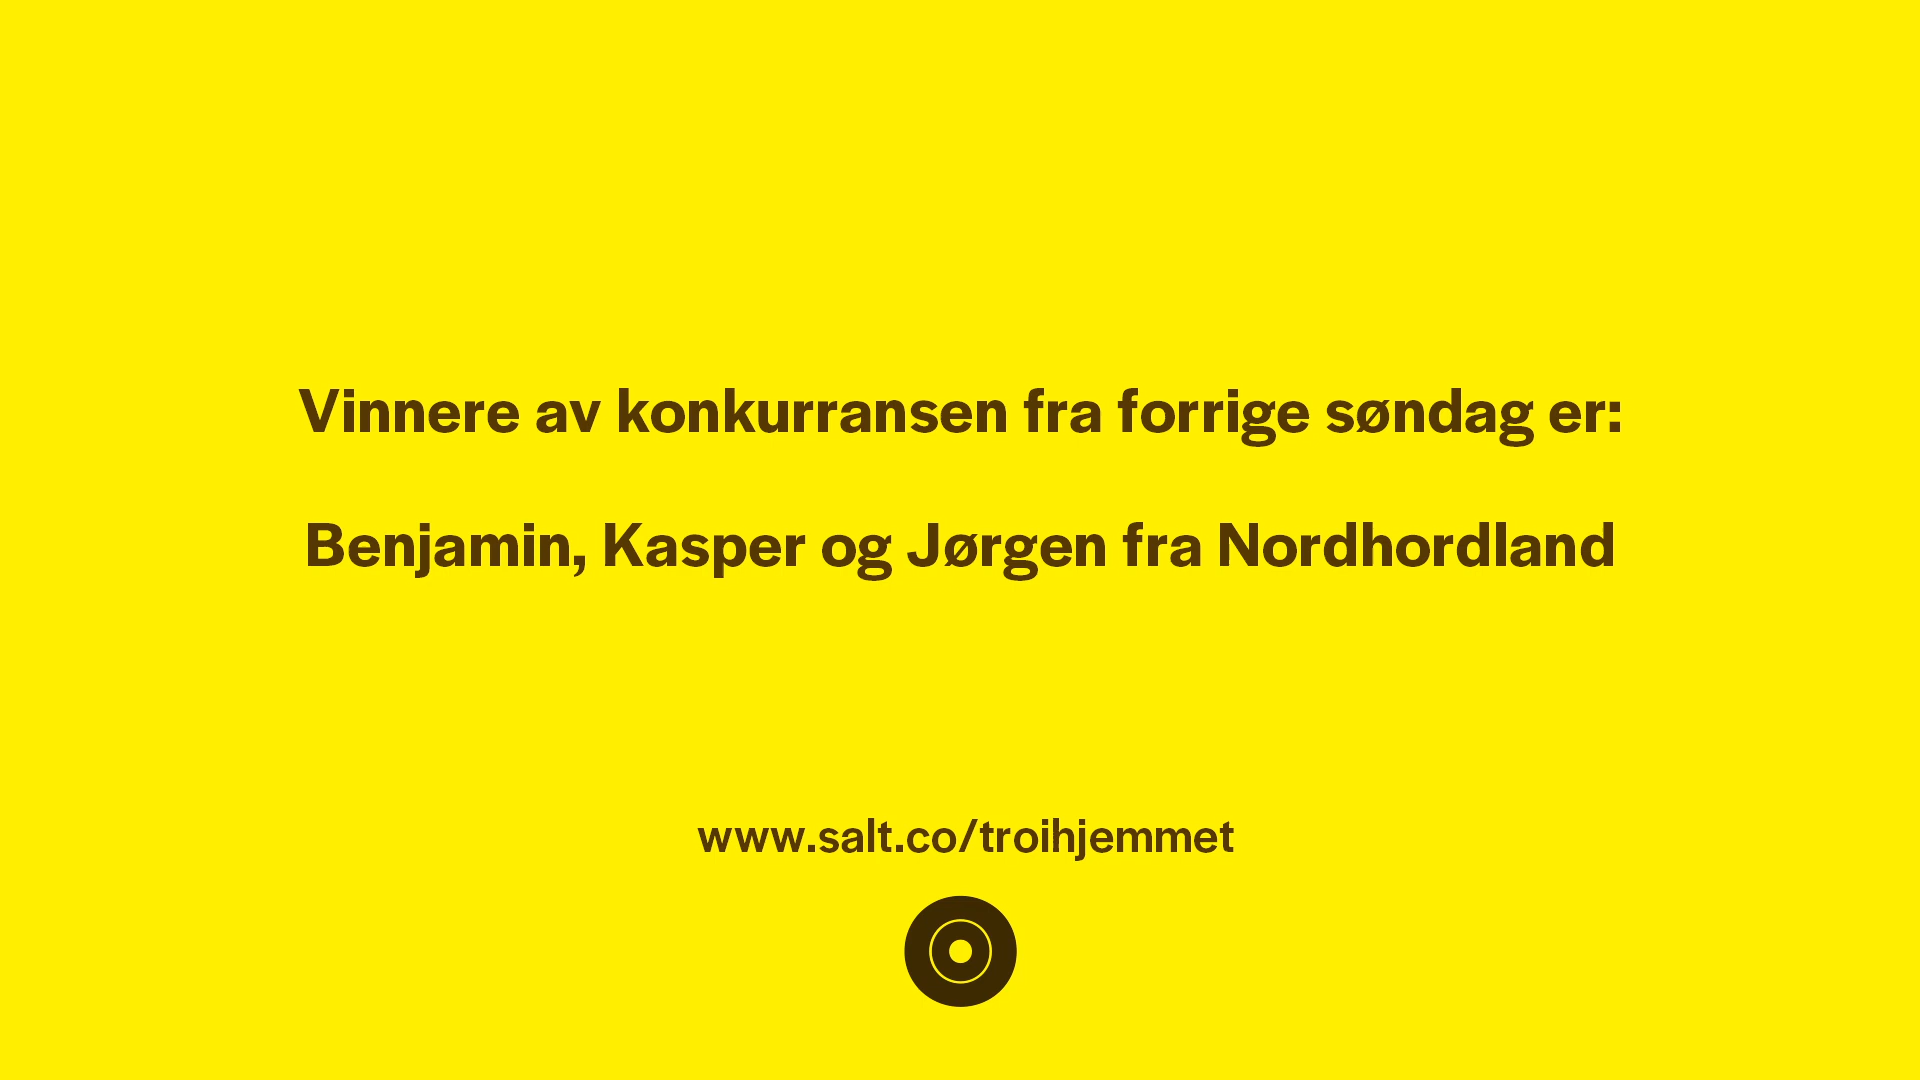 Vinnere av konkurransen fra forrige søndag er:
Benjamin, Kasper og Jørgen fra Nordhordland
www.salt.co/troihjemmet